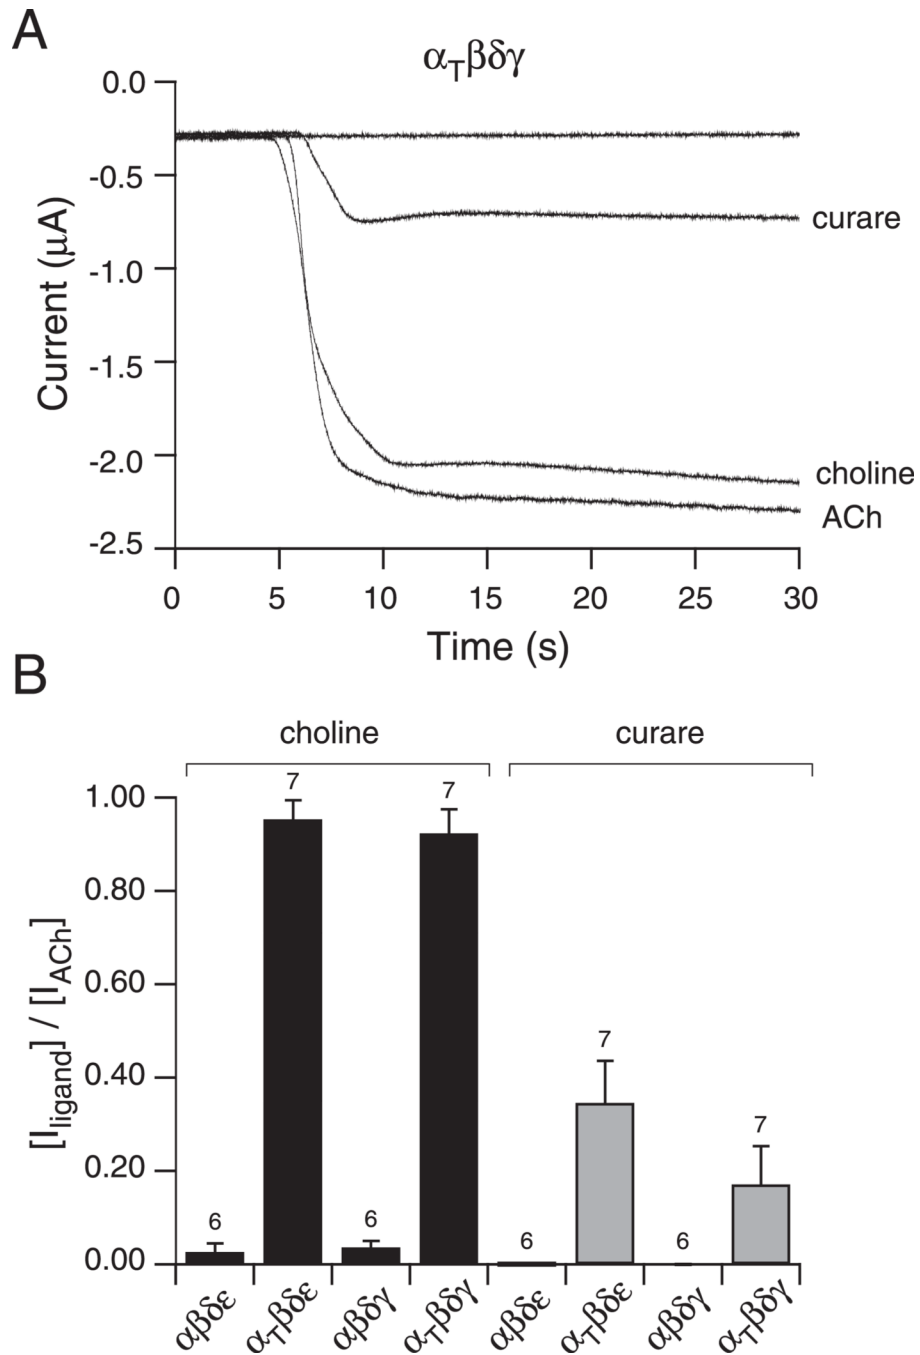 A
α_Tβδγ
0.0
-0.5
-1.0
-1.5
-2.0
-2.5
Current (μA)
curare
choline
ACh
0 5 10 15 20 25 30
Time (s)
B
choline curare
1.00
0.80
0.60
0.40
0.20
0.00
[I_ligand] / [I_ACh]
6 7 6 7 6 7 6 7
αβδε α_Tβδε αβδγ α_Tβδγ αβδε α_Tβδε αβδγ α_Tβδγ